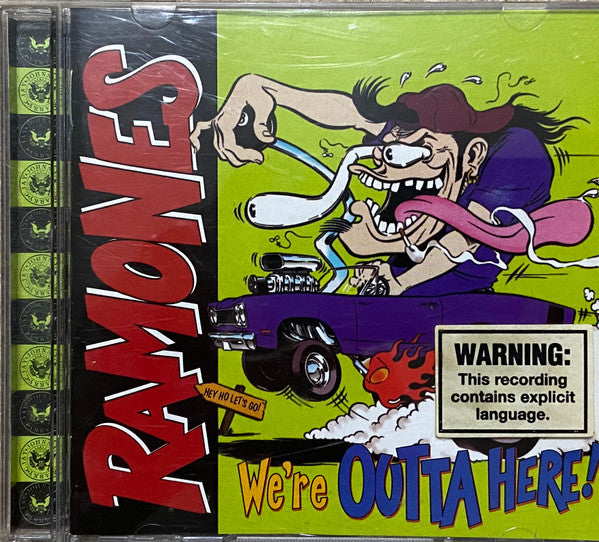 RAMONES
HEY HO LET'S GO!
WARNING:
This recording
contains explicit
language.
We're OUTTA HERE!